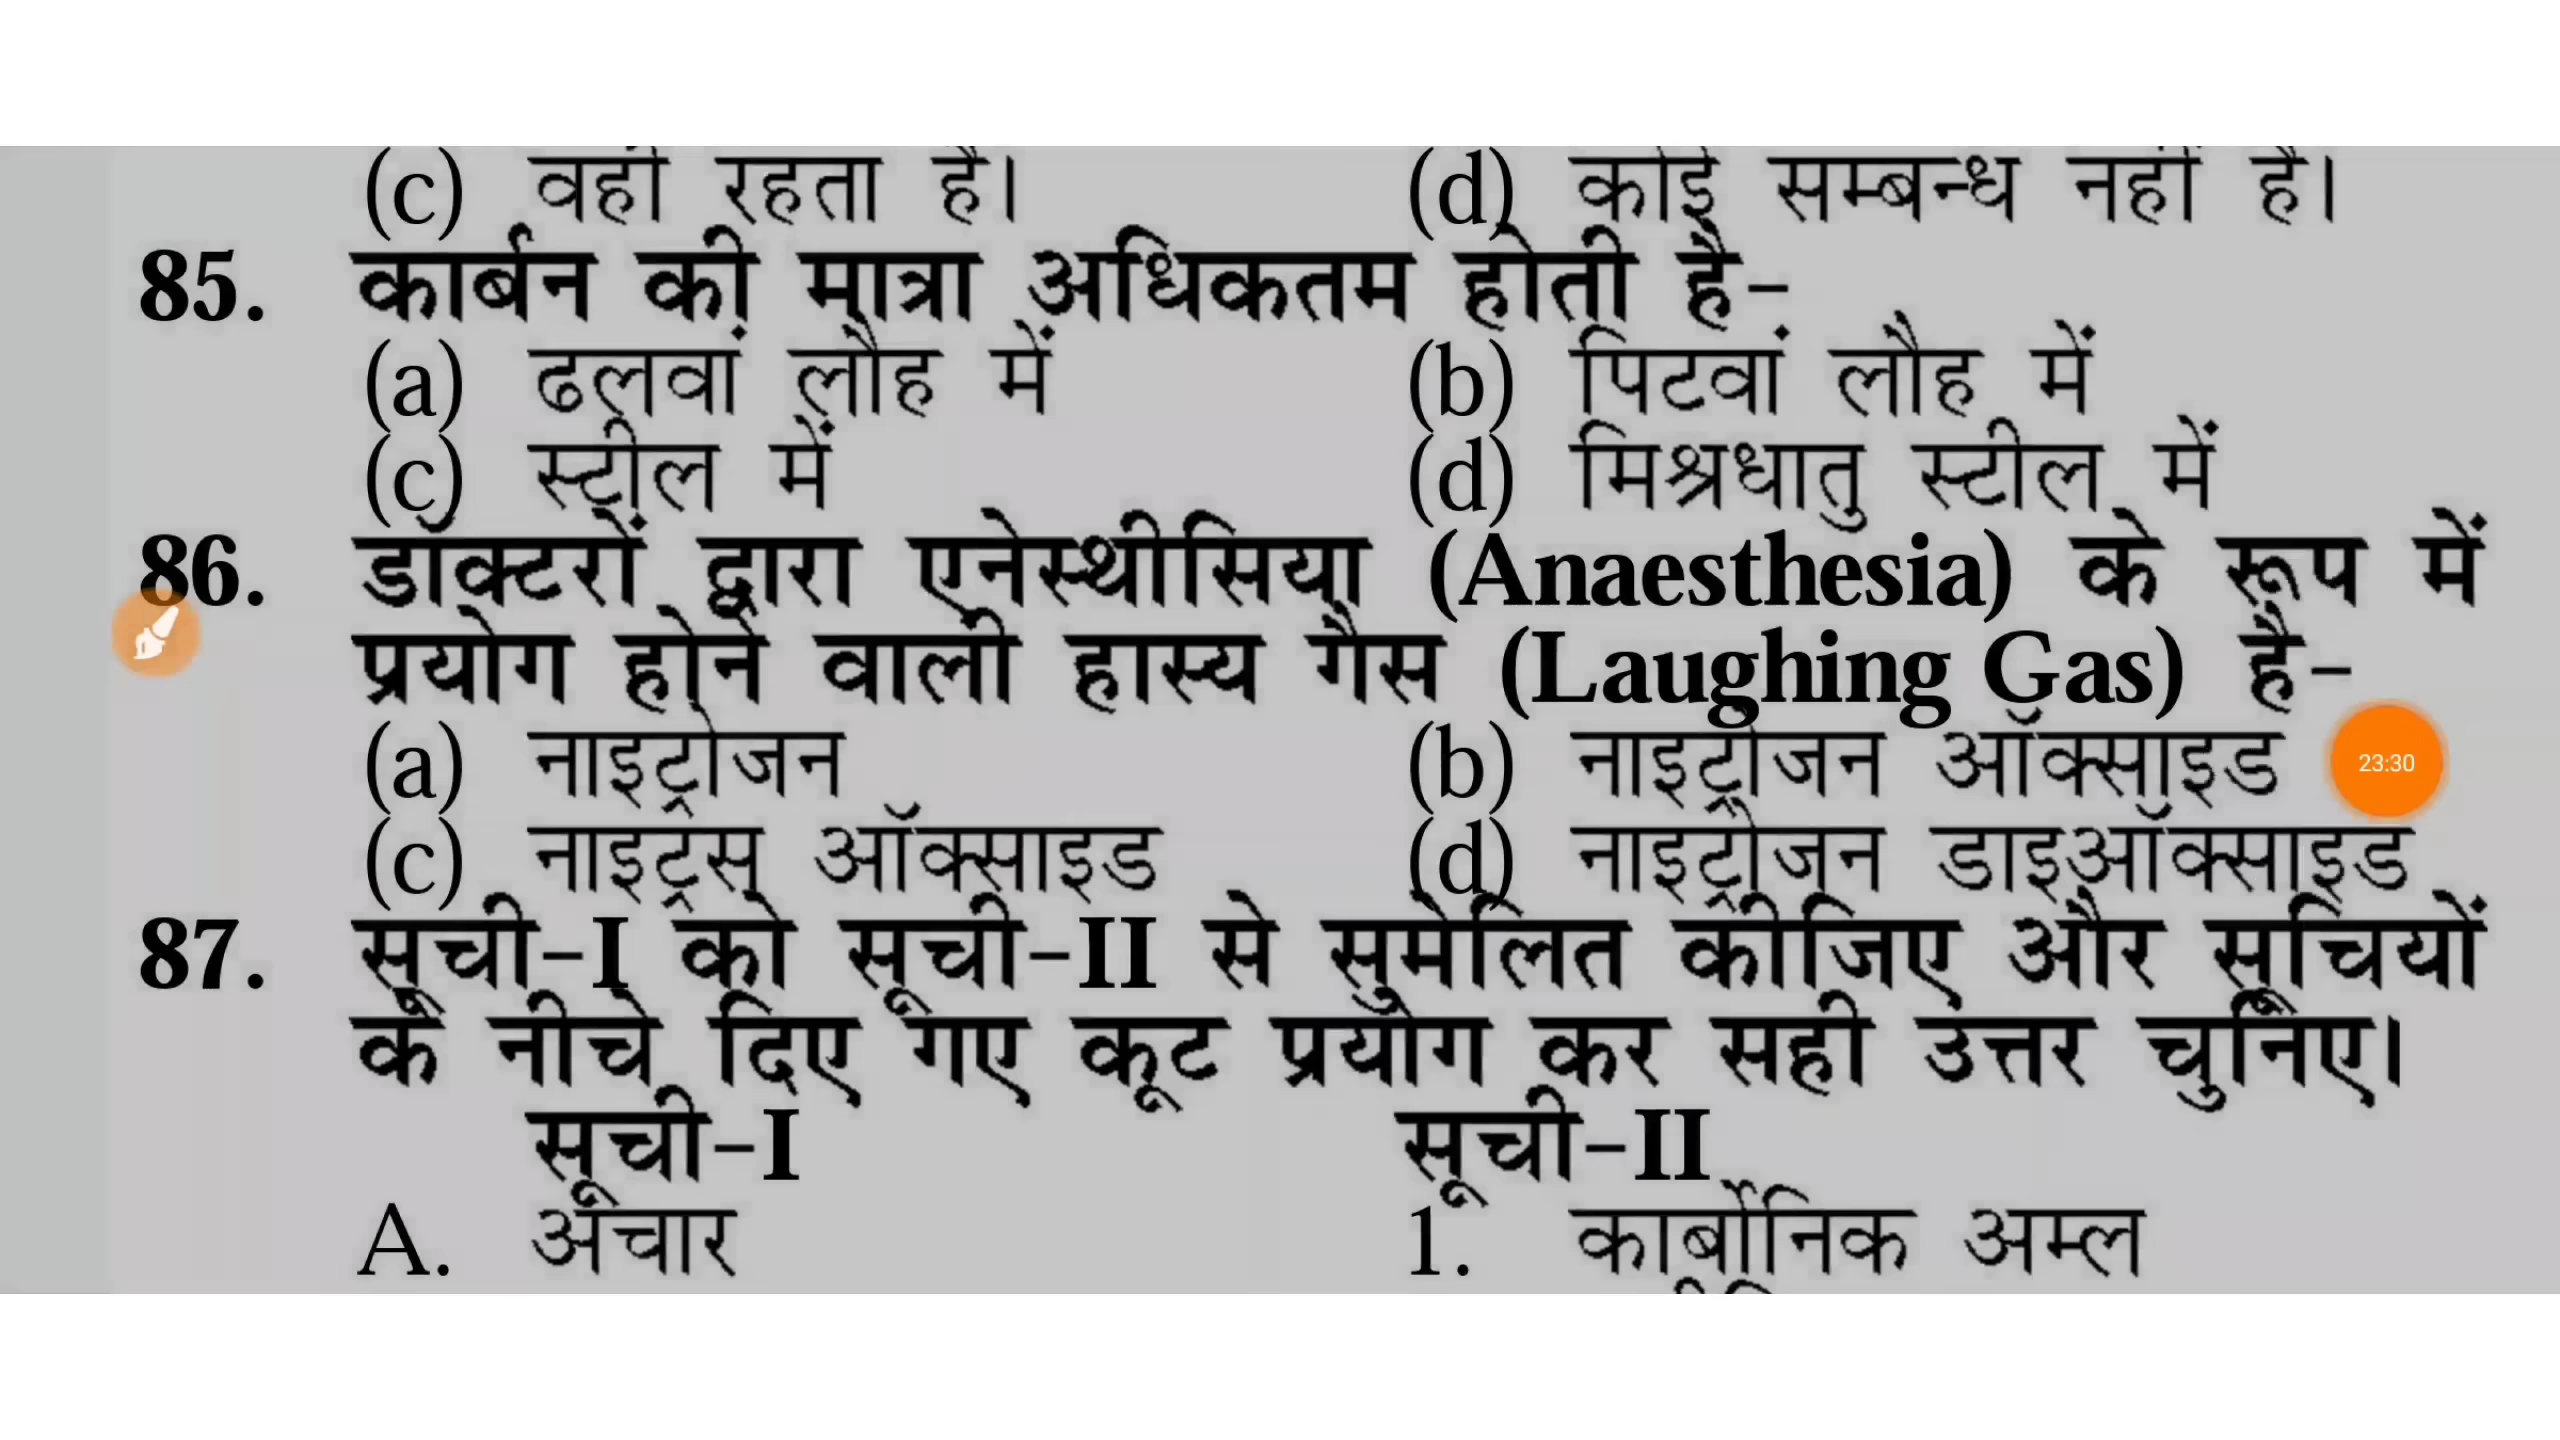 (c) वही रहता है। (d) कोई सम्बन्ध नहीं है।
85. कार्बन की मात्रा अधिकतम होती है-
(a) ढलवां लौह में (b) पिटवां लौह में
(c) स्टील में (d) मिश्रधातु स्टील में
86. डॉक्टरों द्वारा एनेस्थीसिया (Anaesthesia) के रूप में
प्रयोग होने वाली हास्य गैस (Laughing Gas) है-
(a) नाइट्रोजन (b) नाइट्रोजन ऑक्साइड
23:30
(c) नाइट्रस ऑक्साइड (d) नाइट्रोजन डाइऑक्साइड
87. सूची-I को सूची-II से सुमेलित कीजिए और सूचियों
के नीचे दिए गए कूट प्रयोग कर सही उत्तर चुनिए।
सूची-I सूची-II
A. अचार 1. कार्बोनिक अम्ल